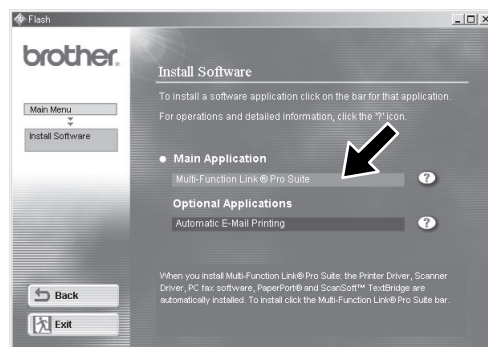 Flash
brother.
Main Menu
Install Software
Back
Exit
Install Software
To install a software application click on the bar for that application.
For operations and detailed information, click the "?" icon.
Main Application
Multi-Function Link ® Pro Suite
?
Optional Applications
Automatic E-Mail Printing
?
When you install Multi-Function Link® Pro Suite: the Printer Driver, Scanner
Driver, PC fax software, PaperPort® and ScanSoft™ TextBridge are
automatically installed. To install click the Multi-Function Link® Pro Suite bar.